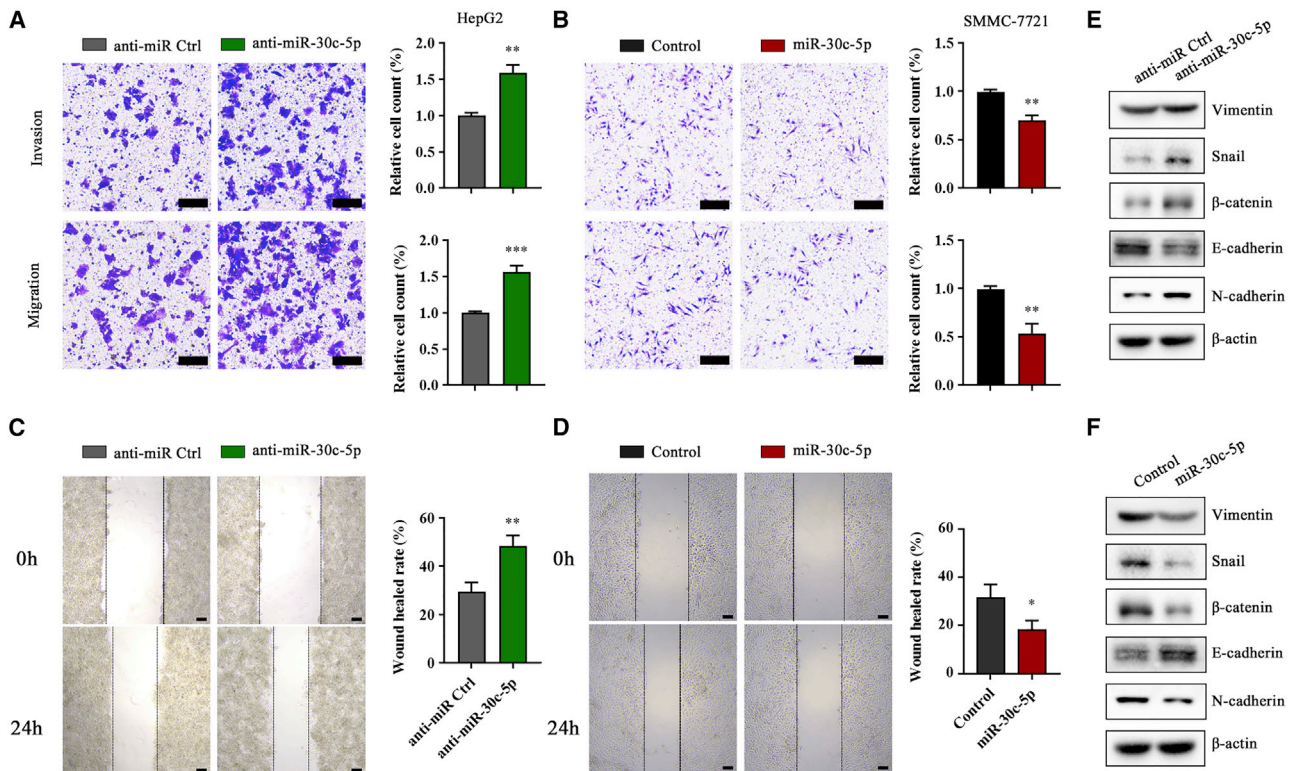 A
HepG2
anti-miR Ctrl
anti-miR-30c-5p
Invasion
Migration
Relative cell count (%)
2.0
1.5
1.0
0.5
0.0
**
Relative cell count (%)
2.0
1.5
1.0
0.5
0.0
***
B
SMMC-7721
Control
miR-30c-5p
Relative cell count (%)
1.5
1.0
0.5
0.0
**
Relative cell count (%)
1.5
1.0
0.5
0.0
**
E
anti-miR Ctrl
anti-miR-30c-5p
Vimentin
Snail
β-catenin
E-cadherin
N-cadherin
β-actin
C
anti-miR Ctrl
anti-miR-30c-5p
0h
24h
Wound healed rate (%)
60
40
20
0
**
anti-miR Ctrl
anti-miR-30c-5p
D
Control
miR-30c-5p
0h
24h
Wound healed rate (%)
60
40
20
0
*
Control
miR-30c-5p
F
Control
miR-30c-5p
Vimentin
Snail
β-catenin
E-cadherin
N-cadherin
β-actin